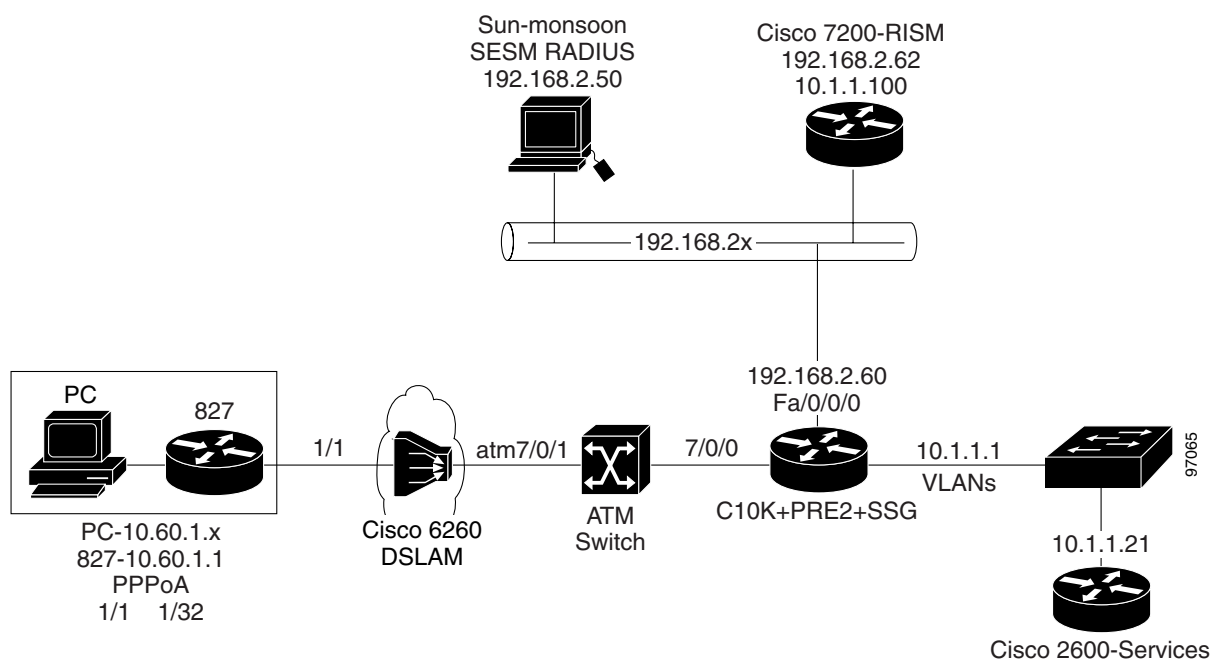 Sun-monsoon
SESM RADIUS
192.168.2.50
Cisco 7200-RISM
192.168.2.62
10.1.1.100
192.168.2x
192.168.2.60
Fa/0/0/0
PC
827
1/1
atm7/0/1
7/0/0
10.1.1.1
VLANs
97065
C10K+PRE2+SSG
Cisco 6260
DSLAM
ATM
Switch
PC-10.60.1.x
827-10.60.1.1
PPPoA
1/1 1/32
10.1.1.21
Cisco 2600-Services